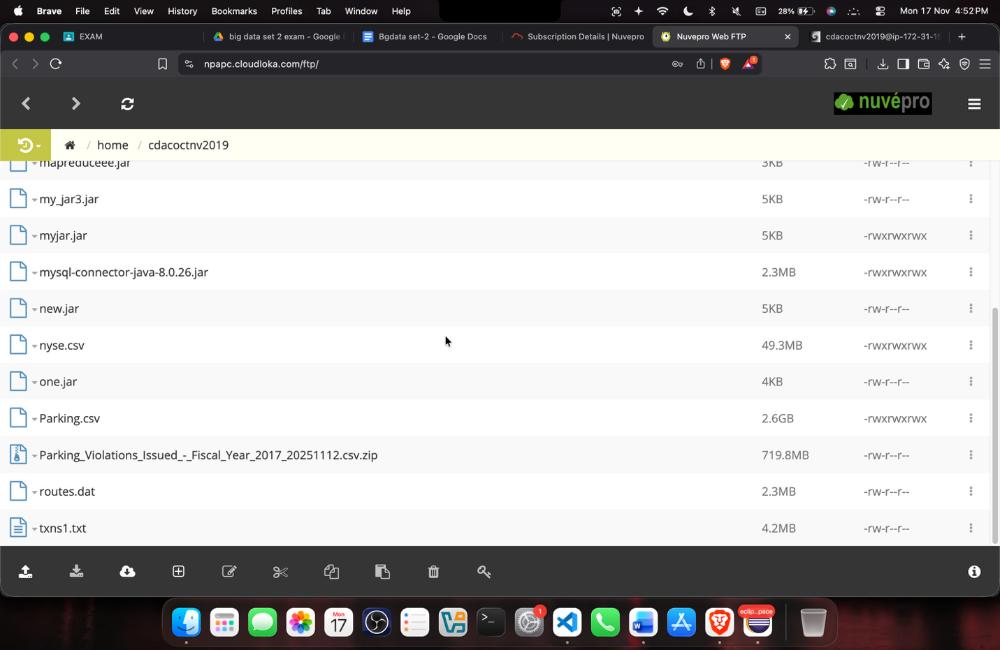 Brave File Edit View History Bookmarks Profiles Tab Window Help 28% Mon 17 Nov 4:52 PM
EXAM big data set 2 exam - Google Bgdata set-2 - Google Docs Subscription Details | Nuvepro Nuvepro Web FTP cdacoctnv2019@ip-172-31-15
npapc.cloudloka.com/ftp/ 1
nuvépro
/ home / cdacoctnv2019
mapreduceee.jar 3KB -rw-r--r--
my_jar3.jar 5KB -rw-r--r--
myjar.jar 5KB -rwxrwxrwx
mysql-connector-java-8.0.26.jar 2.3MB -rwxrwxrwx
new.jar 5KB -rw-r--r--
nyse.csv 49.3MB -rwxrwxrwx
one.jar 4KB -rw-r--r--
Parking.csv 2.6GB -rwxrwxrwx
Parking_Violations_Issued_-_Fiscal_Year_2017_20251112.csv.zip 719.8MB -rw-r--r--
routes.dat 2.3MB -rw-r--r--
txns1.txt 4.2MB -rw-r--r--
Mon 1 eclip..pace
17 W